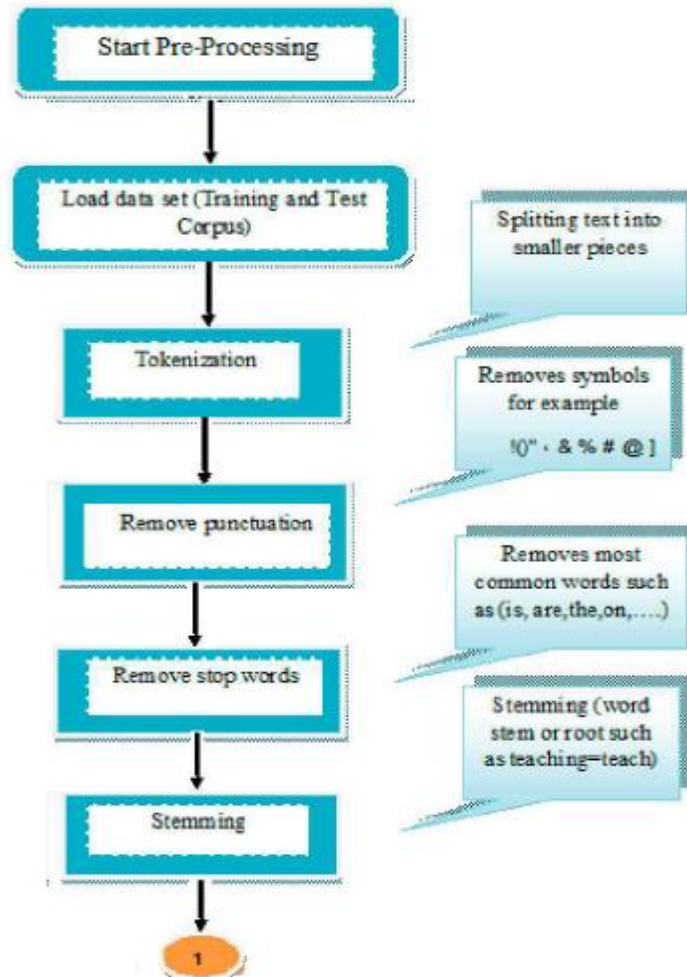 Start Pre-Processing
Load data set (Training and Test
Corpus)
Splitting text into
smaller pieces
Tokenization
Removes symbols
for example
!()" ‹ & % # @ ]
Remove punctuation
Removes most
common words such
as (is, are,the,on,.....)
Remove stop words
Stemming (word
stem or root such
as teaching=teach)
Stemming
1